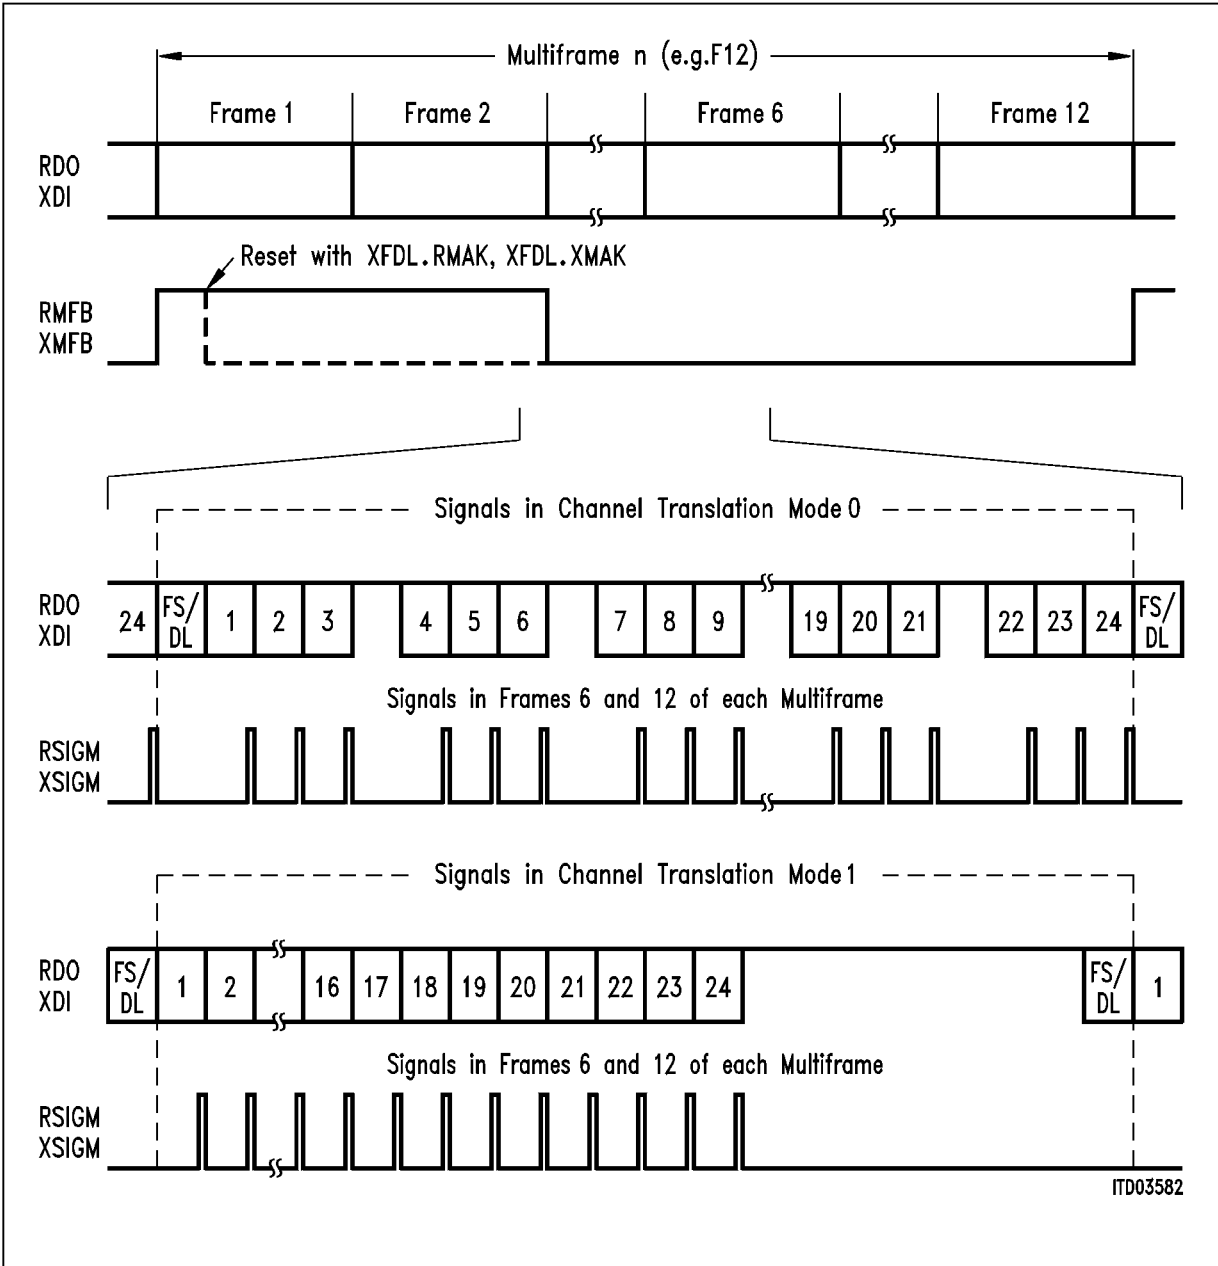 Multiframe n (e.g.F12)
Frame 1 Frame 2 Frame 6 Frame 12
RDO
XDI
Reset with XFDL.RMAK, XFDL.XMAK
RMFB
XMFB
Signals in Channel Translation Mode 0
RDO
XDI
24 FS/DL 1 2 3 4 5 6 7 8 9 19 20 21 22 23 24 FS/DL
Signals in Frames 6 and 12 of each Multiframe
RSIGM
XSIGM
Signals in Channel Translation Mode 1
RDO
XDI
FS/DL 1 2 16 17 18 19 20 21 22 23 24 FS/DL 1
Signals in Frames 6 and 12 of each Multiframe
RSIGM
XSIGM
ITD03582